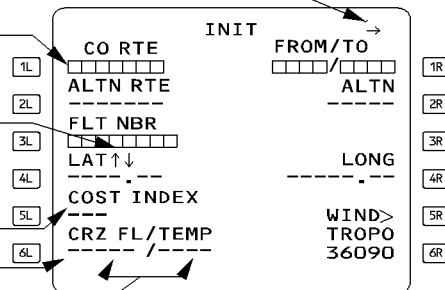 INIT →
CO RTE FROM/TO
1L □□□□□□□ □□□□/□□□□ 1R
ALTN RTE ALTN
2L ------- ----- 2R
FLT NBR
3L □□□□□□□□ 3R
LAT↑↓ LONG
4L ----.-- -----.-- 4R
COST INDEX
5L --- WIND> 5R
CRZ FL/TEMP TROPO
6L ----- /---- 36090 6R